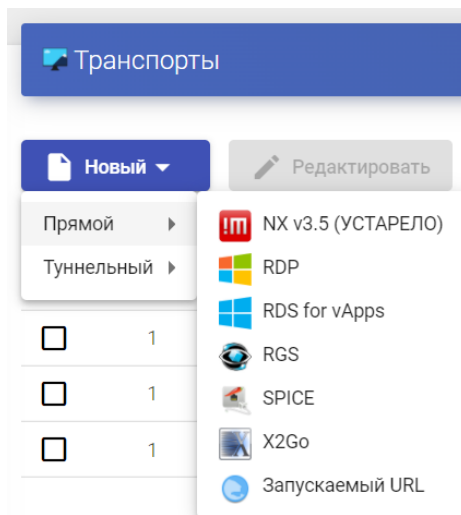 Транспорты
Новый
Редактировать
Прямой
Туннельный
NX v3.5 (УСТАРЕЛО)
RDP
RDS for vApps
RGS
SPICE
X2Go
Запускаемый URL
1
1
1